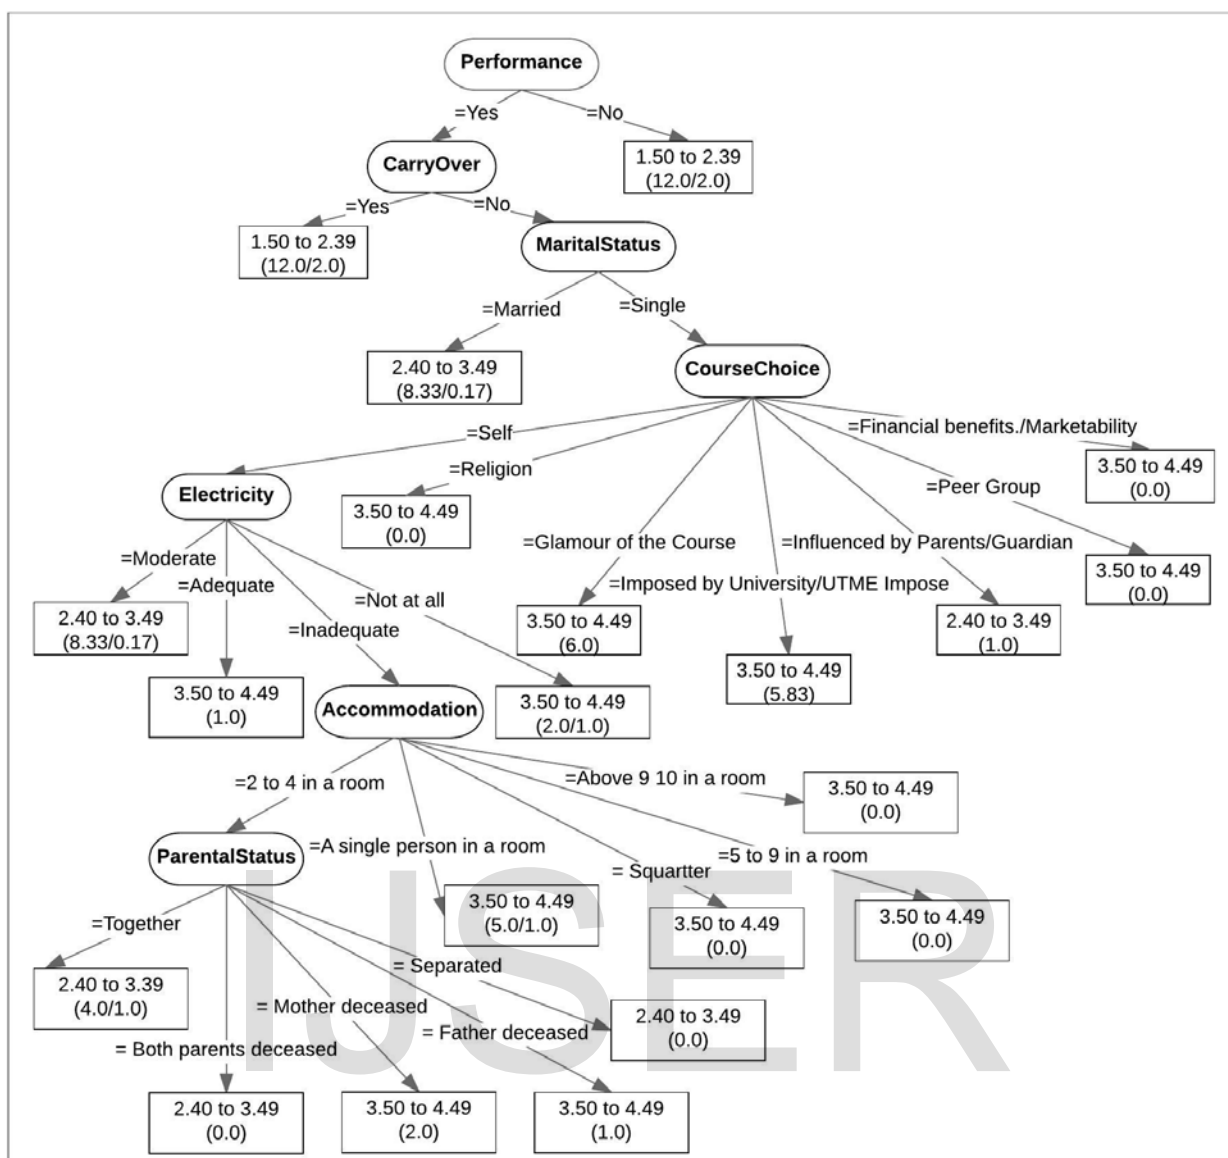 Performance
=Yes
=No
CarryOver
1.50 to 2.39
(12.0/2.0)
=Yes
=No
1.50 to 2.39
(12.0/2.0)
MaritalStatus
=Married
=Single
2.40 to 3.49
(8.33/0.17)
CourseChoice
=Self
=Financial benefits./Marketability
=Religion
3.50 to 4.49
(0.0)
Electricity
3.50 to 4.49
(0.0)
=Peer Group
=Glamour of the Course
=Influenced by Parents/Guardian
=Moderate
=Adequate
=Imposed by University/UTME Impose
3.50 to 4.49
(0.0)
=Not at all
2.40 to 3.49
(8.33/0.17)
=Inadequate
3.50 to 4.49
(6.0)
2.40 to 3.49
(1.0)
3.50 to 4.49
(1.0)
3.50 to 4.49
(5.83)
Accommodation
3.50 to 4.49
(2.0/1.0)
=2 to 4 in a room
=Above 9 10 in a room
3.50 to 4.49
(0.0)
=A single person in a room
ParentalStatus
=5 to 9 in a room
= Squartter
3.50 to 4.49
(5.0/1.0)
3.50 to 4.49
(0.0)
3.50 to 4.49
(0.0)
=Together
= Separated
2.40 to 3.39
(4.0/1.0)
= Mother deceased
= Father deceased
2.40 to 3.49
(0.0)
= Both parents deceased
2.40 to 3.49
(0.0)
3.50 to 4.49
(2.0)
3.50 to 4.49
(1.0)
IJSER